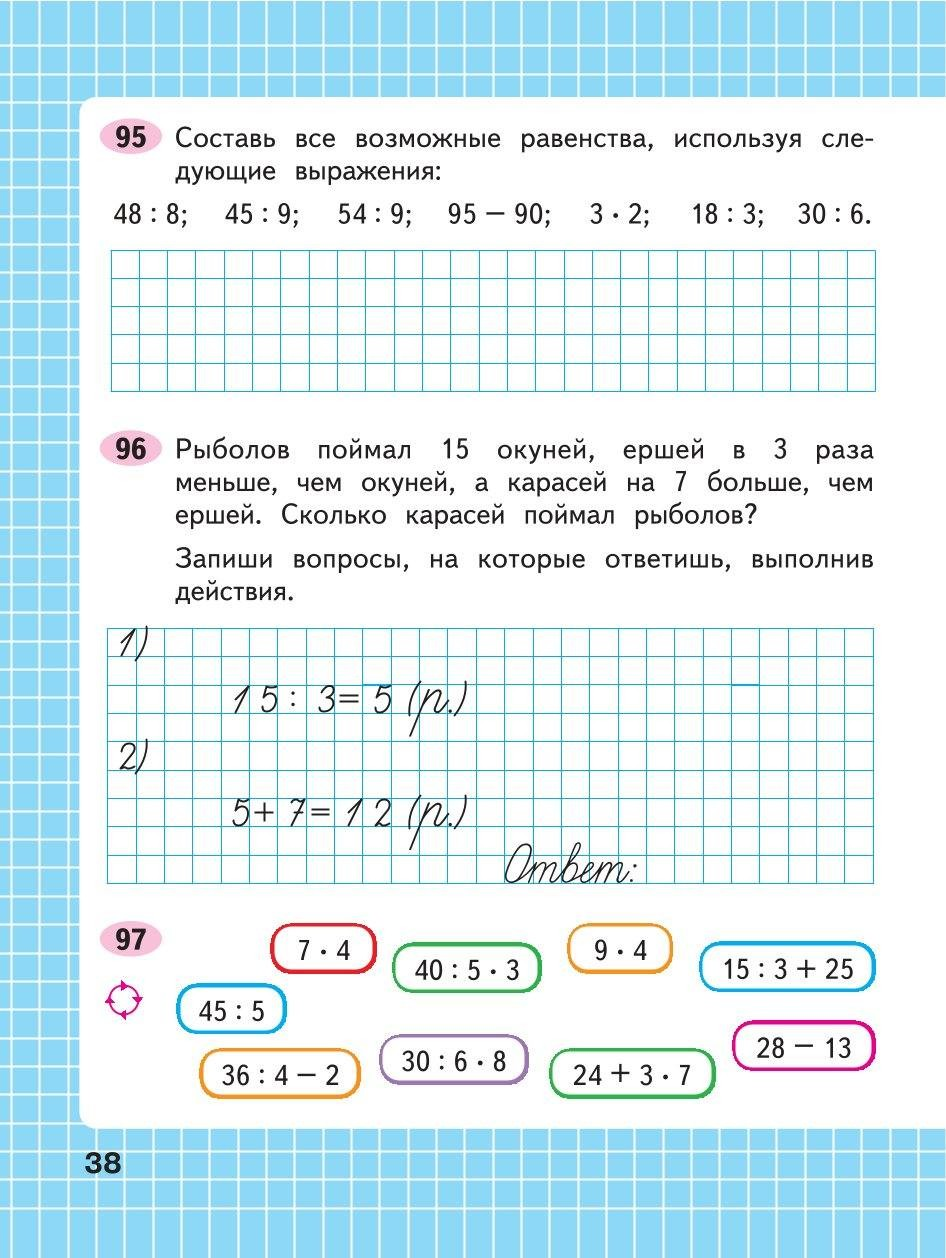 95 Составь все возможные равенства, используя сле-
дующие выражения:
48 : 8; 45 : 9; 54 : 9; 95 − 90; 3 · 2; 18 : 3; 30 : 6.
96 Рыболов поймал 15 окуней, ершей в 3 раза
меньше, чем окуней, а карасей на 7 больше, чем
ершей. Сколько карасей поймал рыболов?
Запиши вопросы, на которые ответишь, выполнив
действия.
1)
15 : 3 = 5 (р.)
2)
5 + 7 = 12 (р.)
Ответ:
97
7 · 4
40 : 5 · 3
9 · 4
15 : 3 + 25
45 : 5
36 : 4 − 2
30 : 6 · 8
24 + 3 · 7
28 − 13
38